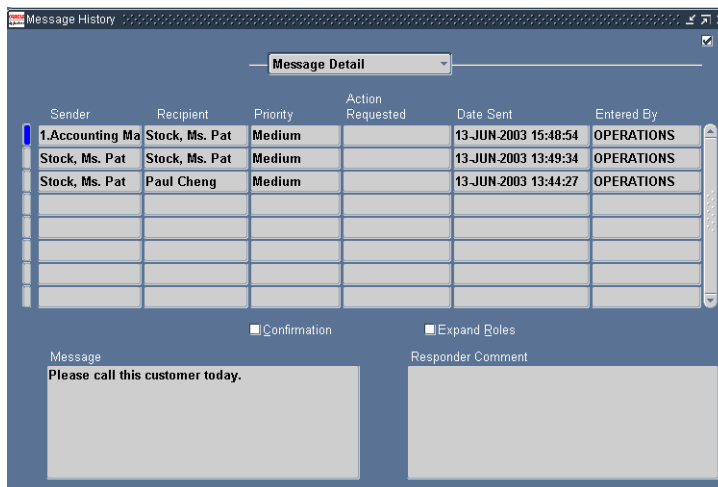 Message History
Message Detail
Sender Recipient Priority Action Requested Date Sent Entered By
1.Accounting Ma Stock, Ms. Pat Medium 13-JUN-2003 15:48:54 OPERATIONS
Stock, Ms. Pat Stock, Ms. Pat Medium 13-JUN-2003 13:49:34 OPERATIONS
Stock, Ms. Pat Paul Cheng Medium 13-JUN-2003 13:44:27 OPERATIONS
Confirmation Expand Roles
Message Responder Comment
Please call this customer today.